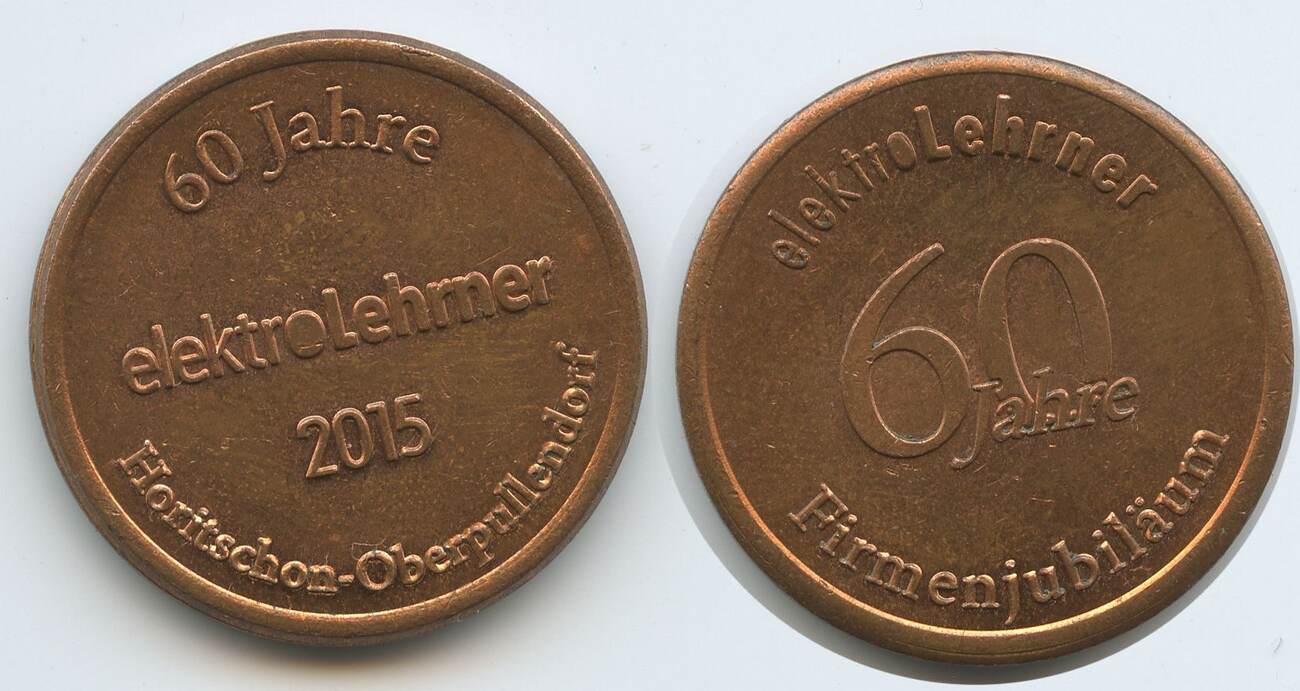 60 Jahre
elektroLehrner
2015
Horitschon-Oberpullendorf
elektroLehrner
60
Jahre
Firmenjubiläum